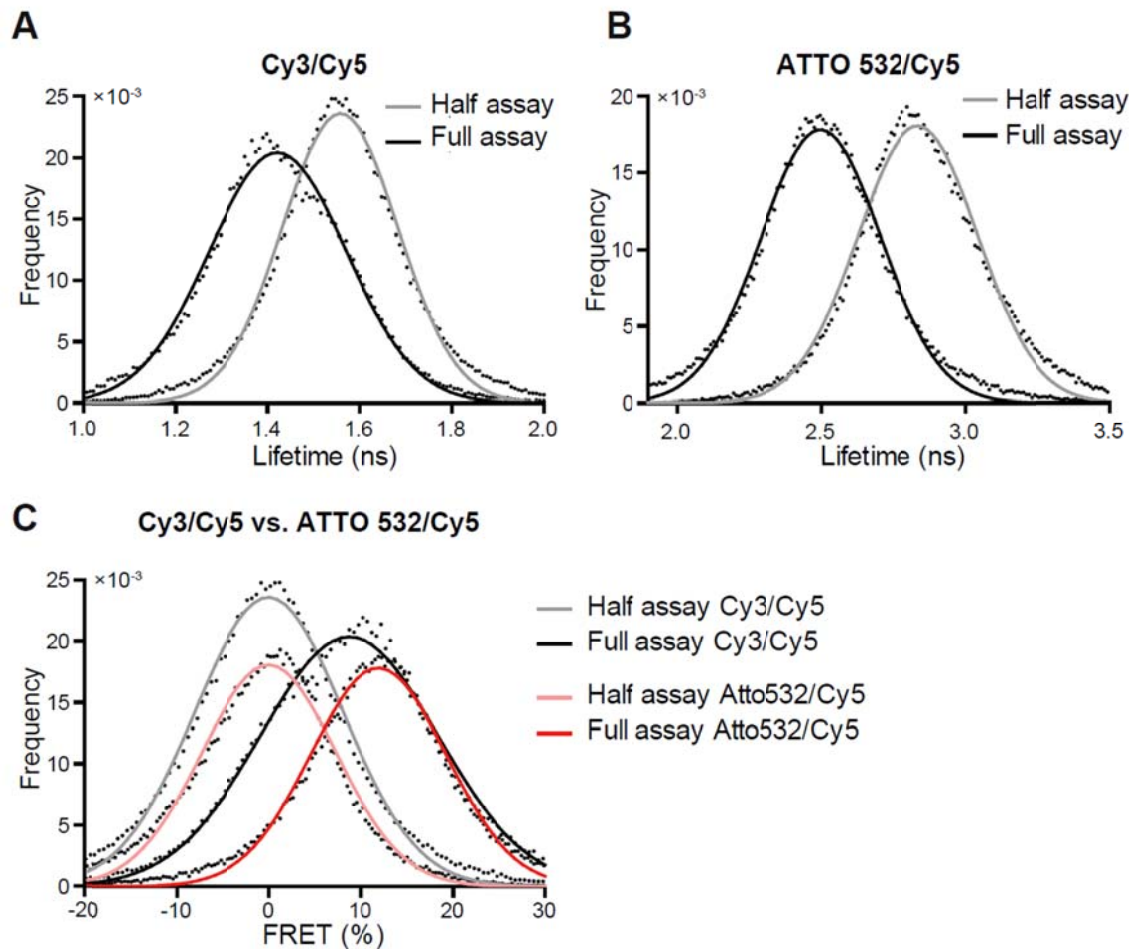 A
Cy3/Cy5
×10-3
Half assay
Full assay
25
20
15
10
5
0
Frequency
1.0 1.2 1.4 1.6 1.8 2.0
Lifetime (ns)
B
ATTO 532/Cy5
×10-3
Half assay
Full assay
20
15
10
5
0
Frequency
2.0 2.5 3.0 3.5
Lifetime (ns)
C
Cy3/Cy5 vs. ATTO 532/Cy5
×10-3
25
20
15
10
5
0
Frequency
-20 -10 0 10 20 30
FRET (%)
Half assay Cy3/Cy5
Full assay Cy3/Cy5
Half assay Atto532/Cy5
Full assay Atto532/Cy5